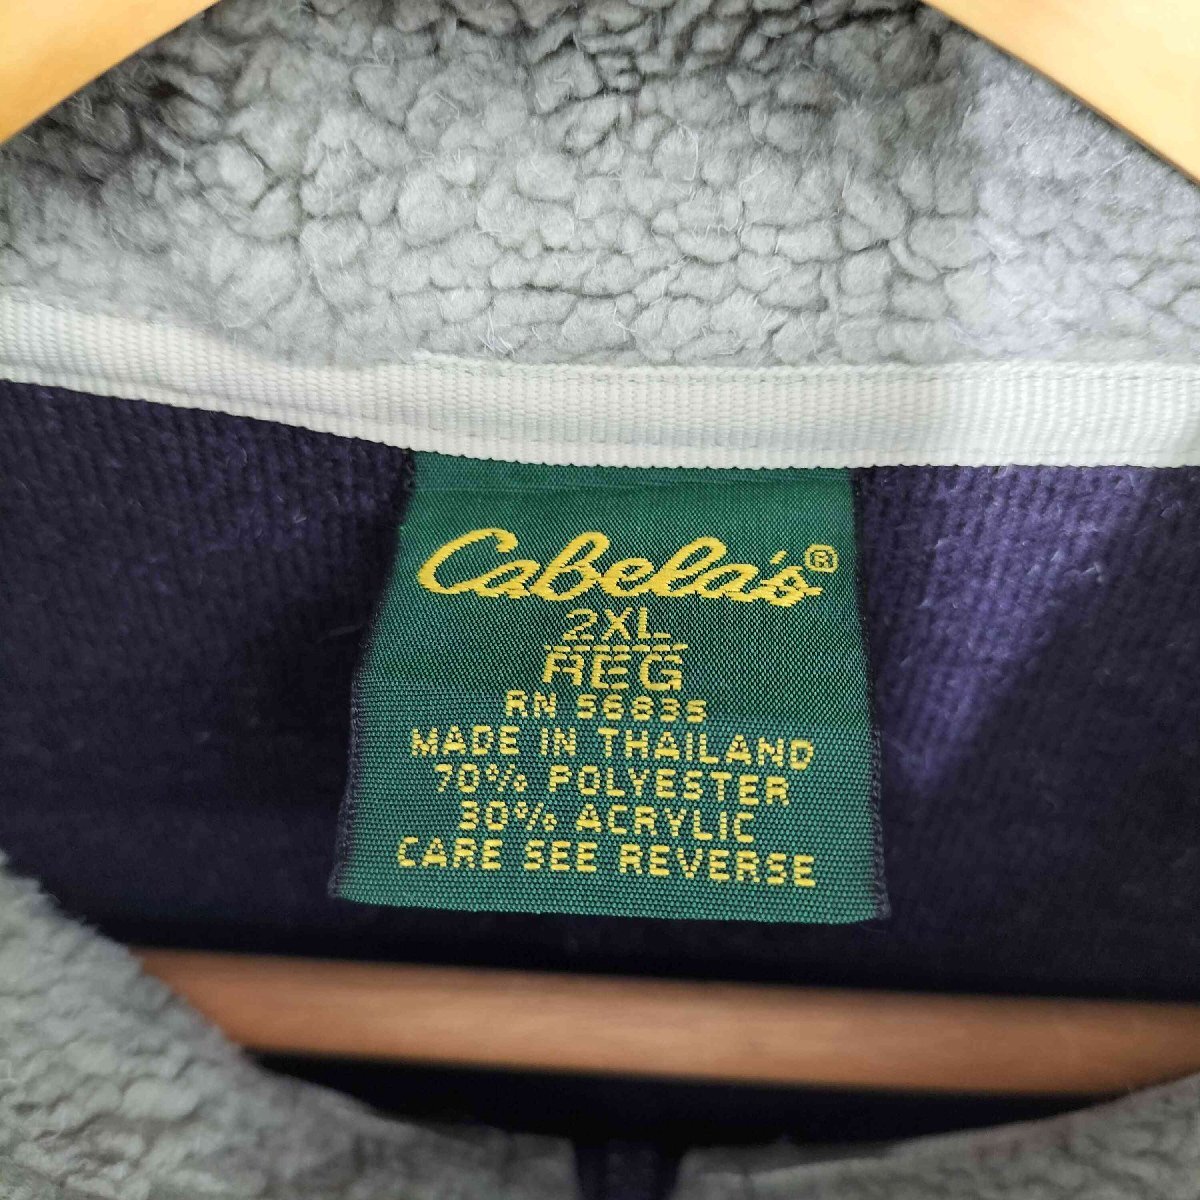 Cabela's®
2XL
REG
RN 56835
MADE IN THAILAND
70% POLYESTER
30% ACRYLIC
CARE SEE REVERSE